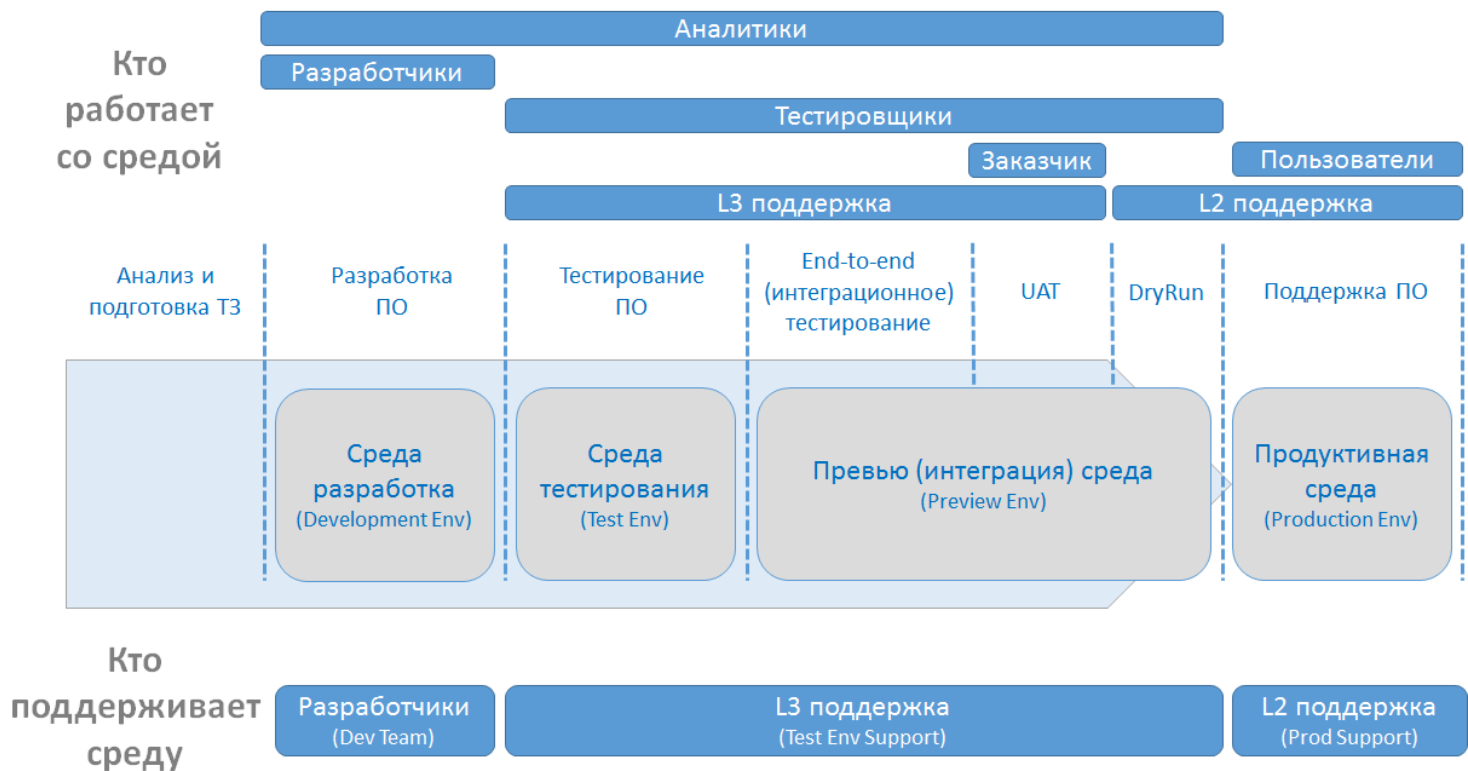 Кто
работает
со средой
Аналитики
Разработчики
Тестировщики
Заказчик
Пользователи
L3 поддержка
L2 поддержка
Анализ и
подготовка ТЗ
Разработка
ПО
Тестирование
ПО
End-to-end
(интеграционное)
тестирование
UAT
DryRun
Поддержка ПО
Среда
разработка
(Development Env)
Среда
тестирования
(Test Env)
Превью (интеграция) среда
(Preview Env)
Продуктивная
среда
(Production Env)
Кто
поддерживает
среду
Разработчики
(Dev Team)
L3 поддержка
(Test Env Support)
L2 поддержка
(Prod Support)